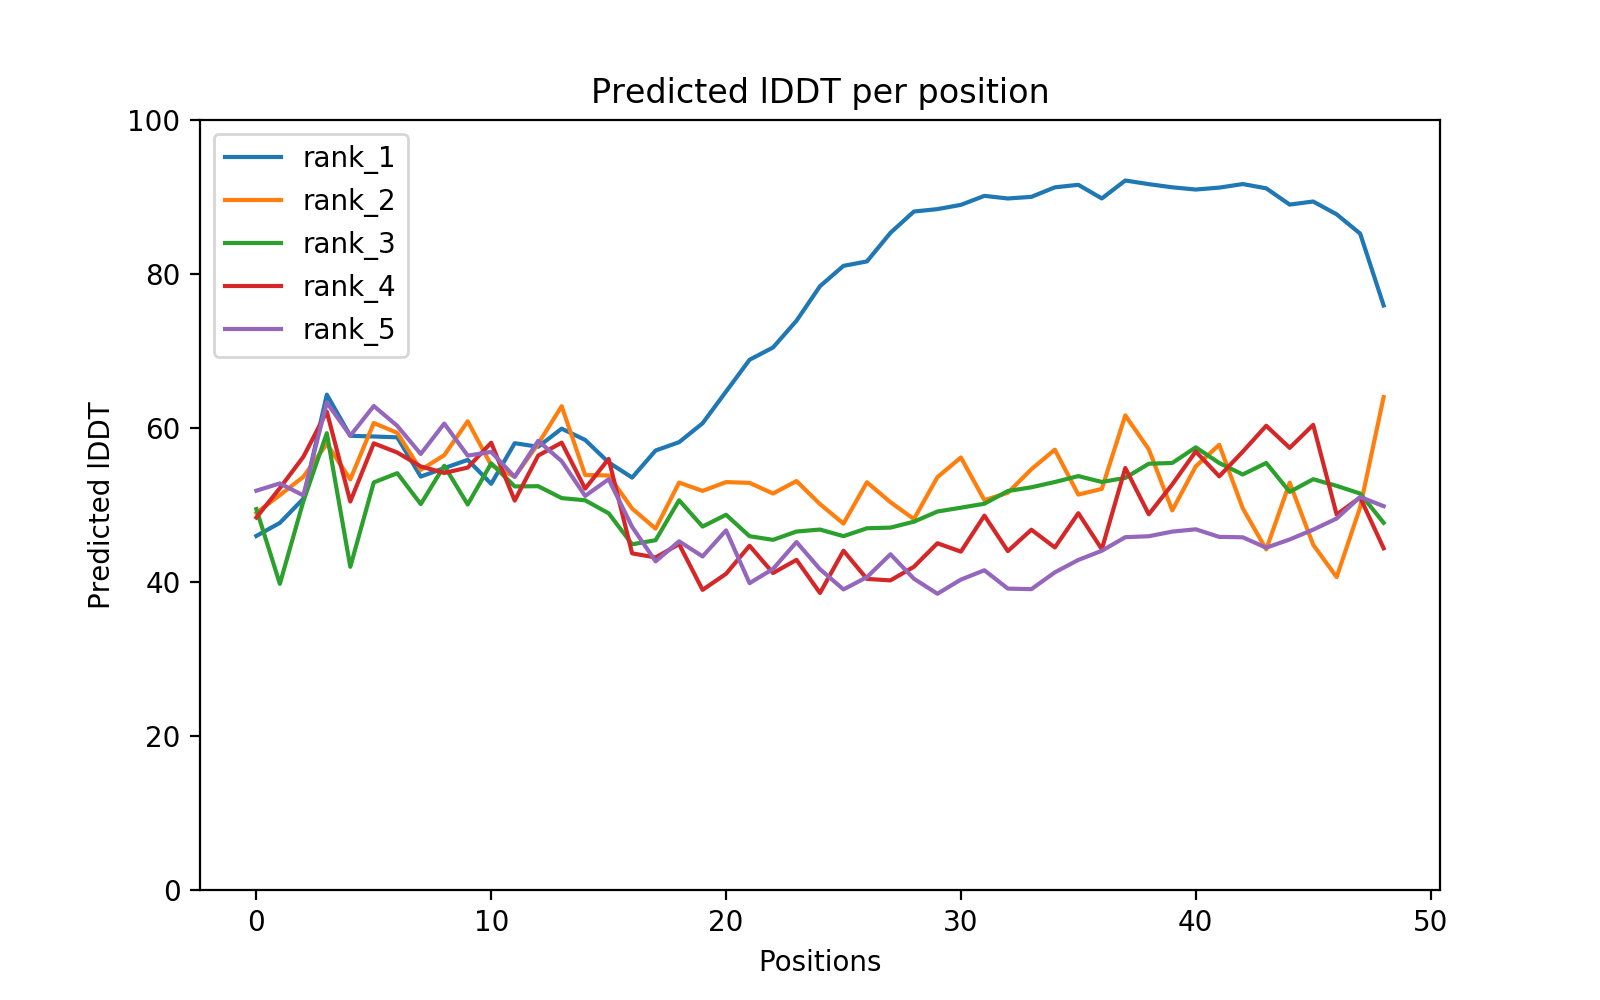 Predicted lDDT per position
100
80
60
40
20
0
Predicted lDDT
rank_1
rank_2
rank_3
rank_4
rank_5
0 10 20 30 40 50
Positions